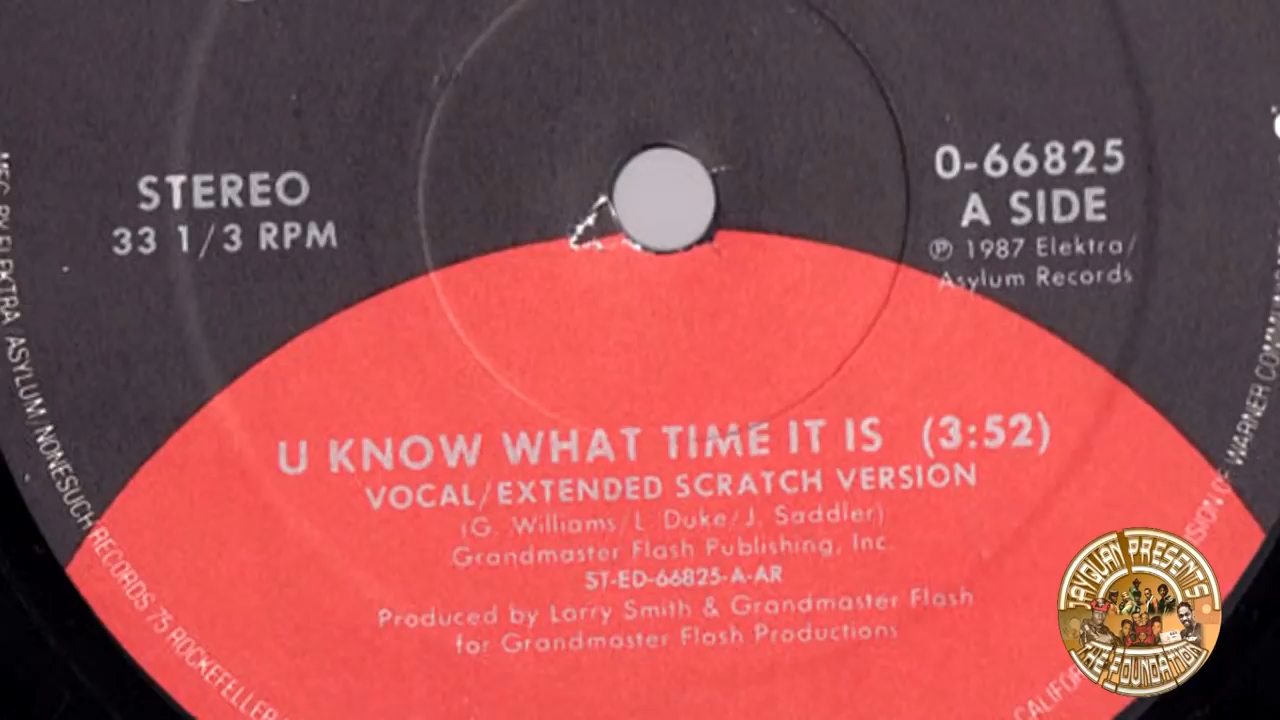 STEREO
33 1/3 RPM
0-66825
A SIDE
℗ 1987 Elektra/
Asylum Records
U KNOW WHAT TIME IT IS (3:52)
VOCAL/EXTENDED SCRATCH VERSION
(G. Williams/L. Duke/J. Saddler)
Grandmaster Flash Publishing, Inc.
ST-ED-66825-A-AR
Produced by Larry Smith & Grandmaster Flash
for Grandmaster Flash Productions
MFG. BY ELEKTRA/ASYLUM/NONESUCH RECORDS 75 ROCKEFELLER
WARNER
JAYQUAN PRESENTS
THE FOUNDATION